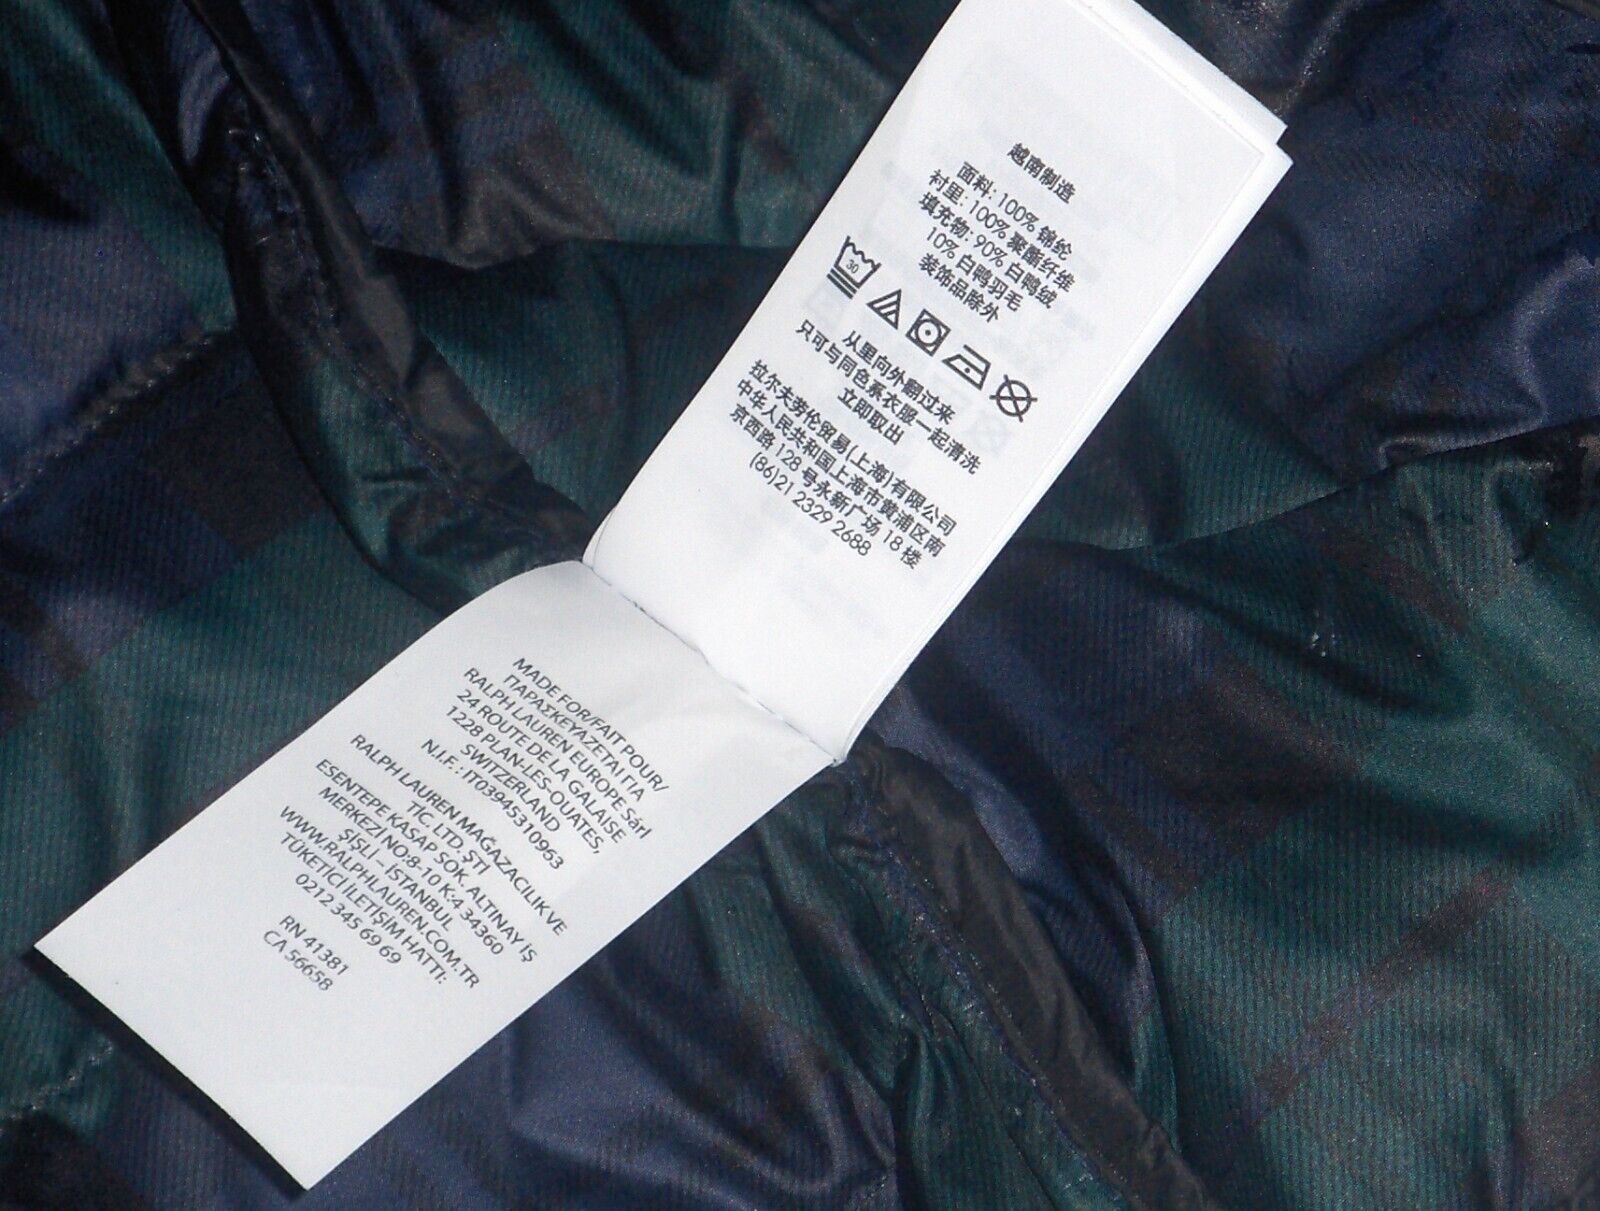 越南制造
面料: 100% 锦纶
衬里: 100% 聚酯纤维
填充物: 90% 白鸭绒
10% 白鸭羽毛
装饰品除外
30
从里向外翻过来
只可与同色系衣服一起清洗
立即取出
拉尔夫劳伦贸易(上海)有限公司
中华人民共和国上海市黄浦区南
京西路 128 号永新广场 18 楼
(86)21 2329 2688
MADE FOR/FAIT POUR/
ΠΑΡΑΣΚΕΥΑΖΕΤΑΙ ΓΙΑ
RALPH LAUREN EUROPE Sárl
24 ROUTE DE LA GALAISE
1228 PLAN-LES-OUATES,
SWITZERLAND
N.I.F. : IT03945310963
RALPH LAUREN MAĞAZACILIK VE
TİC. LTD. ŞTİ
ESENTEPE KASAP SOK. ALTINAY İŞ
MERKEZİ NO:8-10 K:4 34360
ŞİŞLİ – İSTANBUL
WWW.RALPHLAUREN.COM.TR
TÜKETİCİ İLETİŞİM HATTI:
0212 345 69 69
RN 41381
CA 56658